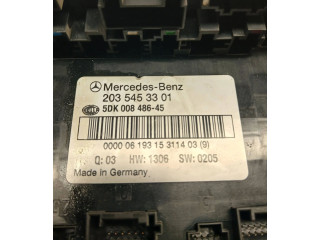 Mercedes-Benz
203 545 33 01
HELLA 5DK 008 486-45
0000 06 193 15 3114 03 (9)
Q: 03 HW: 1306 SW: 0205
Made in Germany